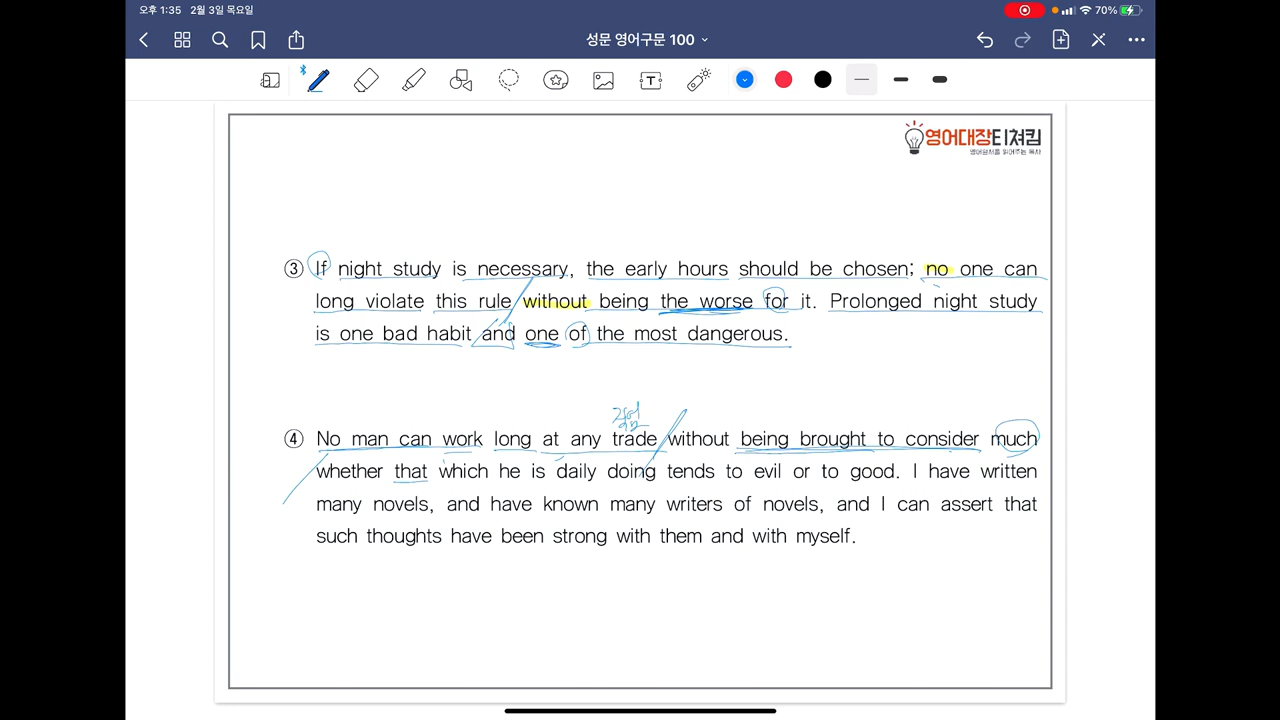 오후 1:35 2월 3일 목요일
70%
성문 영어구문 100
영어대장티쳐킴
③ If night study is necessary, the early hours should be chosen; no one can
long violate this rule without being the worse for it. Prolonged night study
is one bad habit and one of the most dangerous.
④ No man can work long at any trade without being brought to consider much
whether that which he is daily doing tends to evil or to good. I have written
many novels, and have known many writers of novels, and I can assert that
such thoughts have been strong with them and with myself.